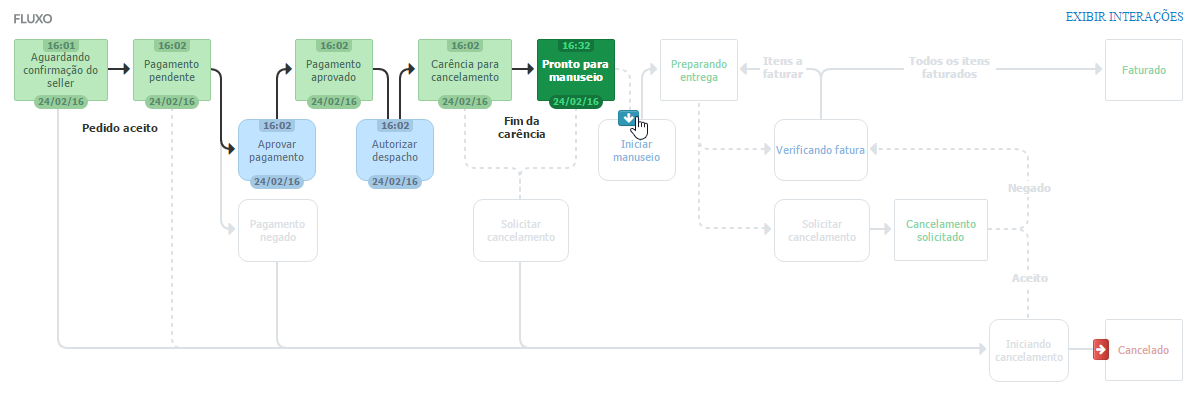 FLUXO
EXIBIR INTERAÇÕES
16:01
Aguardando
confirmação do
seller
24/02/16
16:02
Pagamento
pendente
24/02/16
16:02
Pagamento
aprovado
24/02/16
16:02
Carência para
cancelamento
24/02/16
16:32
Pronto para
manuseio
24/02/16
Preparando
entrega
Itens a
faturar
Todos os itens
faturados
Faturado
Pedido aceito
16:02
Aprovar
pagamento
24/02/16
16:02
Autorizar
despacho
24/02/16
Fim da
carência
Iniciar
manuseio
Verificando fatura
Negado
Pagamento
negado
Solicitar
cancelamento
Solicitar
cancelamento
Cancelamento
solicitado
Aceito
Iniciando
cancelamento
Cancelado